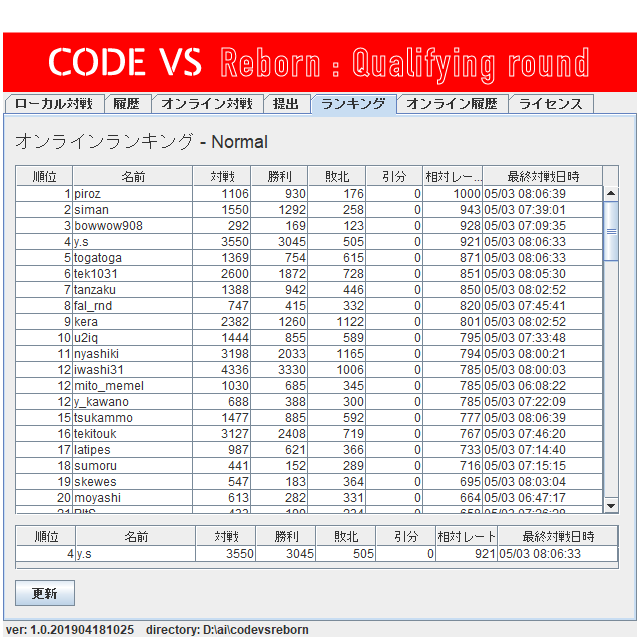 CODE VS Reborn : Qualifying round
ローカル対戦 履歴 オンライン対戦 提出 ランキング オンライン履歴 ライセンス
オンラインランキング - Normal
順位 名前 対戦 勝利 敗北 引分 相対レー... 最終対戦日時
1 piroz 1106 930 176 0 1000 05/03 08:06:39
2 siman 1550 1292 258 0 943 05/03 07:39:01
3 bowwow908 292 169 123 0 928 05/03 07:09:35
4 y.s 3550 3045 505 0 921 05/03 08:06:33
5 togatoga 1369 754 615 0 871 05/03 08:06:33
6 tek1031 2600 1872 728 0 851 05/03 08:05:30
7 tanzaku 1388 942 446 0 850 05/03 08:02:52
8 fal_rnd 747 415 332 0 820 05/03 07:45:41
9 kera 2382 1260 1122 0 801 05/03 08:02:52
10 u2iq 1444 855 589 0 795 05/03 07:33:48
11 nyashiki 3198 2033 1165 0 794 05/03 08:00:21
12 iwashi31 4336 3330 1006 0 785 05/03 08:00:03
12 mito_memel 1030 685 345 0 785 05/03 06:08:22
12 y_kawano 688 388 300 0 785 05/03 07:22:09
15 tsukammo 1477 885 592 0 777 05/03 08:06:39
16 tekitouk 3127 2408 719 0 767 05/03 07:46:20
17 latipes 987 621 366 0 733 05/03 07:14:40
18 sumoru 441 152 289 0 716 05/03 07:15:15
19 skewes 547 183 364 0 695 05/03 08:03:04
20 moyashi 613 282 331 0 664 05/03 06:47:17
順位 名前 対戦 勝利 敗北 引分 相対レート 最終対戦日時
4 y.s 3550 3045 505 0 921 05/03 08:06:33
更新
ver: 1.0.201904181025 directory: D:\ai\codevsreborn